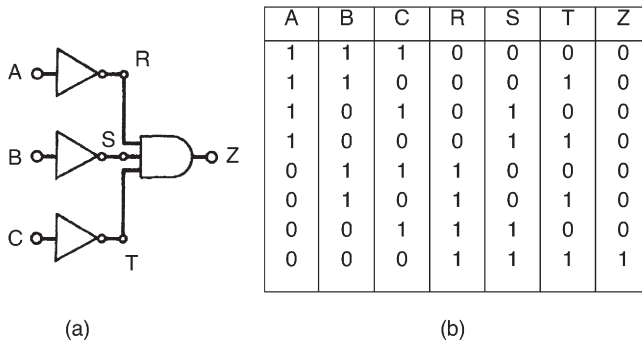 A
R
B
S
Z
C
T
A B C R S T Z
1 1 1 0 0 0 0
1 1 0 0 0 1 0
1 0 1 0 1 0 0
1 0 0 0 1 1 0
0 1 1 1 0 0 0
0 1 0 1 0 1 0
0 0 1 1 1 0 0
0 0 0 1 1 1 1
(a)
(b)